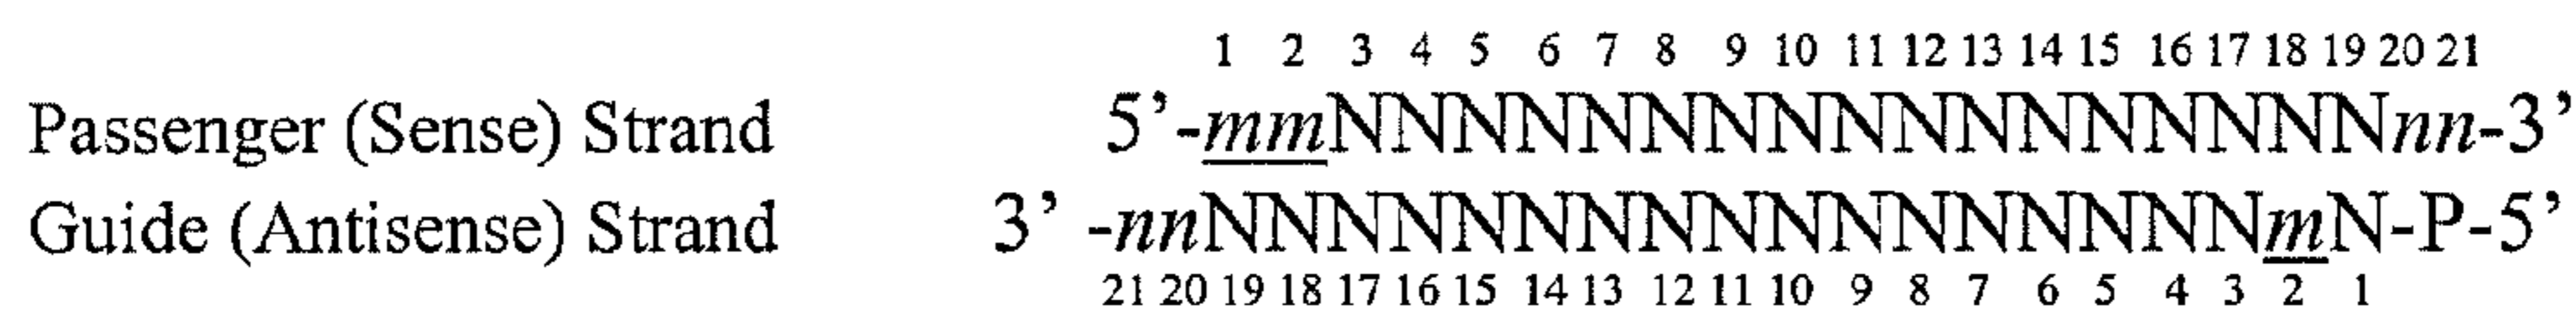 1 2 3 4 5 6 7 8 9 10 11 12 13 14 15 16 17 18 19 20 21
Passenger (Sense) Strand 5’-mmNNNNNNNNNNNNNNNNNnn-3’
Guide (Antisense) Strand 3’ -nnNNNNNNNNNNNNNNNNNmN-P-5’
21 20 19 18 17 16 15 14 13 12 11 10 9 8 7 6 5 4 3 2 1